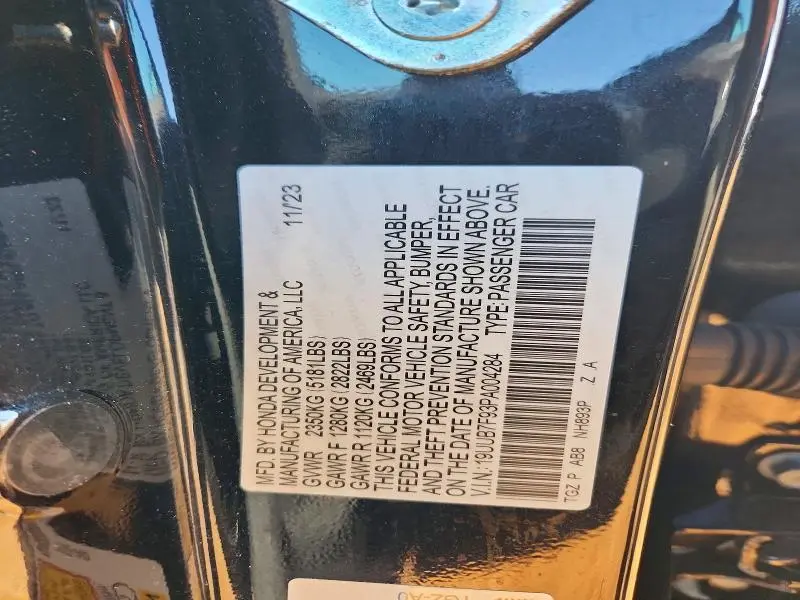 MFD. BY HONDA DEVELOPMENT &
MANUFACTURING OF AMERICA, LLC 11/23
GVWR 2350KG (5181LBS)
GAWR F 1280KG (2822LBS)
GAWR R 1120KG (2469LBS)
THIS VEHICLE CONFORMS TO ALL APPLICABLE
FEDERAL MOTOR VEHICLE SAFETY, BUMPER,
AND THEFT PREVENTION STANDARDS IN EFFECT
ON THE DATE OF MANUFACTURE SHOWN ABOVE.
V.I.N.:19UUB7F93PA004284 TYPE:PASSENGER CAR
TGZ P AB8 NH893P Z A
TGZ-A0